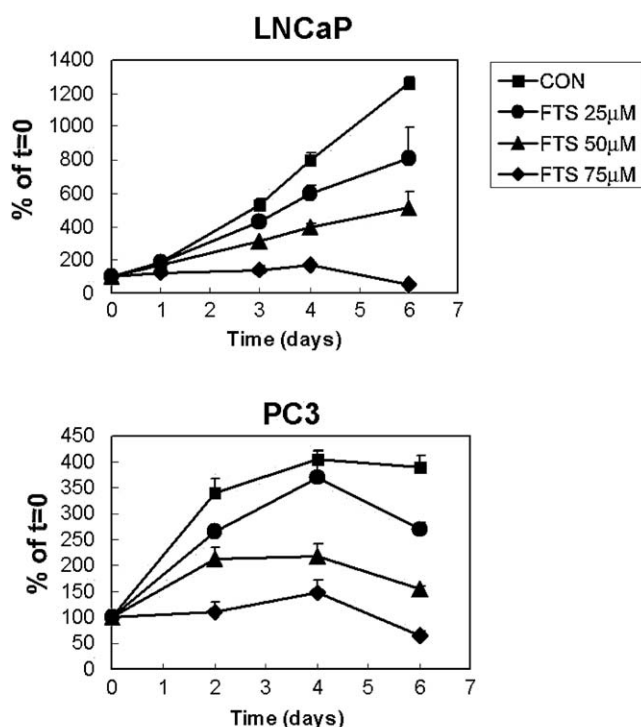 LNCaP
1400
1200
1000
800
600
400
200
0
% of t=0
0 1 2 3 4 5 6 7
Time (days)
CON
FTS 25μM
FTS 50μM
FTS 75μM
PC3
450
400
350
300
250
200
150
100
50
0
% of t=0
0 1 2 3 4 5 6 7
Time (days)